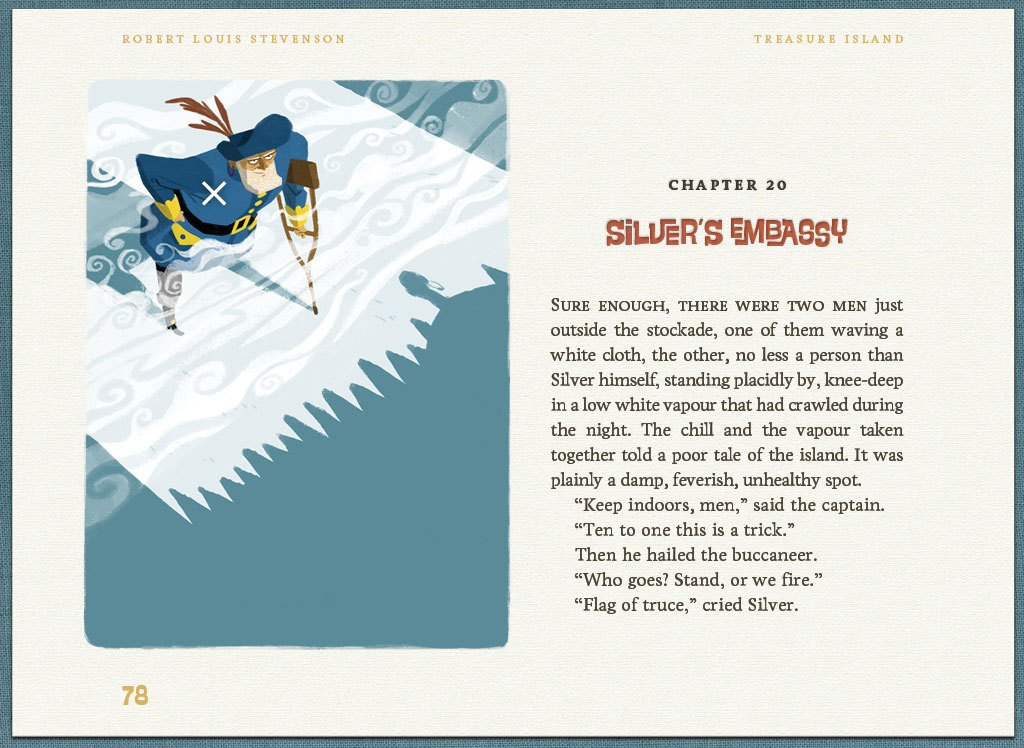 ROBERT LOUIS STEVENSON
TREASURE ISLAND
CHAPTER 20
SILVER'S EMBASSY
SURE ENOUGH, THERE WERE TWO MEN just
outside the stockade, one of them waving a
white cloth, the other, no less a person than
Silver himself, standing placidly by, knee-deep
in a low white vapour that had crawled during
the night. The chill and the vapour taken
together told a poor tale of the island. It was
plainly a damp, feverish, unhealthy spot.
“Keep indoors, men,” said the captain.
“Ten to one this is a trick.”
Then he hailed the buccaneer.
“Who goes? Stand, or we fire.”
“Flag of truce,” cried Silver.
78